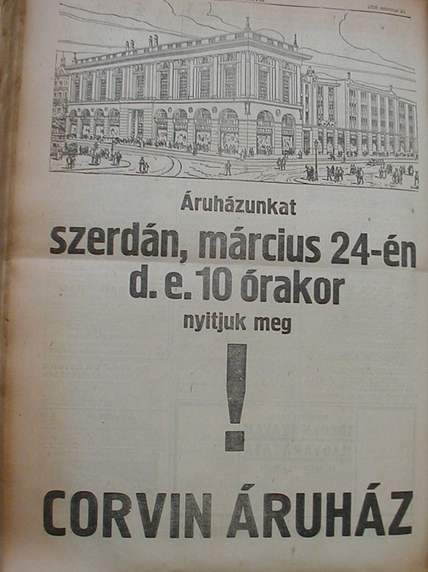 Áruházunkat
szerdán, március 24-én
d. e. 10 órakor
nyitjuk meg
!
CORVIN ÁRUHÁZ